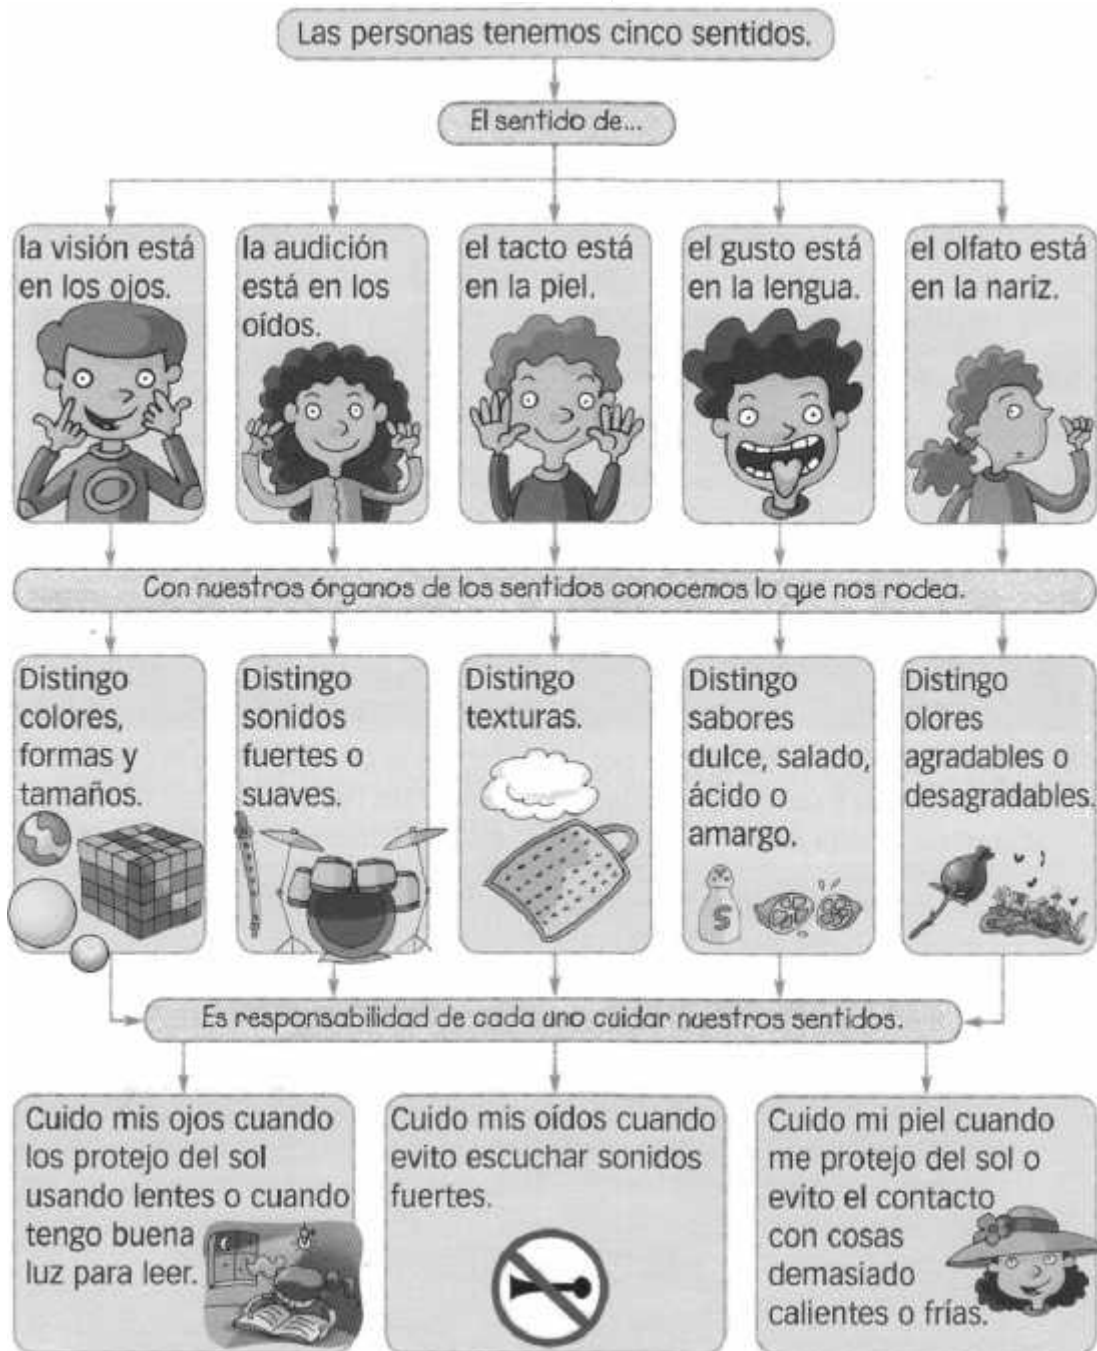 Las personas tenemos cinco sentidos.
El sentido de...
la visión está
en los ojos.
la audición
está en los
oídos.
el tacto está
en la piel.
el gusto está
en la lengua.
el olfato está
en la nariz.
Con nuestros órganos de los sentidos conocemos lo que nos rodea.
Distingo
colores,
formas y
tamaños.
Distingo
sonidos
fuertes o
suaves.
Distingo
texturas.
Distingo
sabores
dulce, salado,
ácido o
amargo.
S
Distingo
olores
agradables o
desagradables.
Es responsabilidad de cada uno cuidar nuestros sentidos.
Cuido mis ojos cuando
los protejo del sol
usando lentes o cuando
tengo buena
luz para leer.
Cuido mis oídos cuando
evito escuchar sonidos
fuertes.
Cuido mi piel cuando
me protejo del sol o
evito el contacto
con cosas
demasiado
calientes o frías.